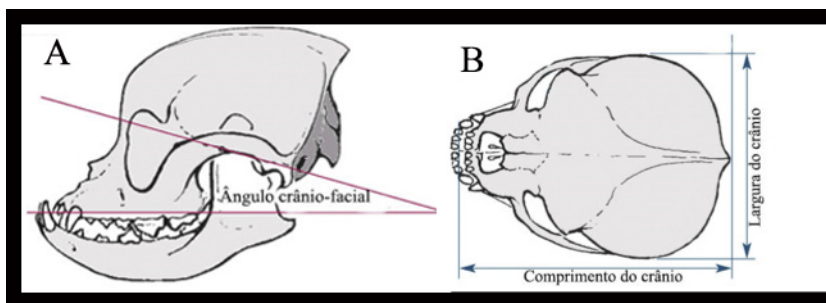 A
B
Ângulo crânio-facial
Largura do crânio
Comprimento do crânio